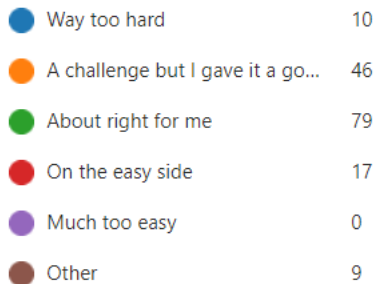 Way too hard 10
A challenge but I gave it a go... 46
About right for me 79
On the easy side 17
Much too easy 0
Other 9